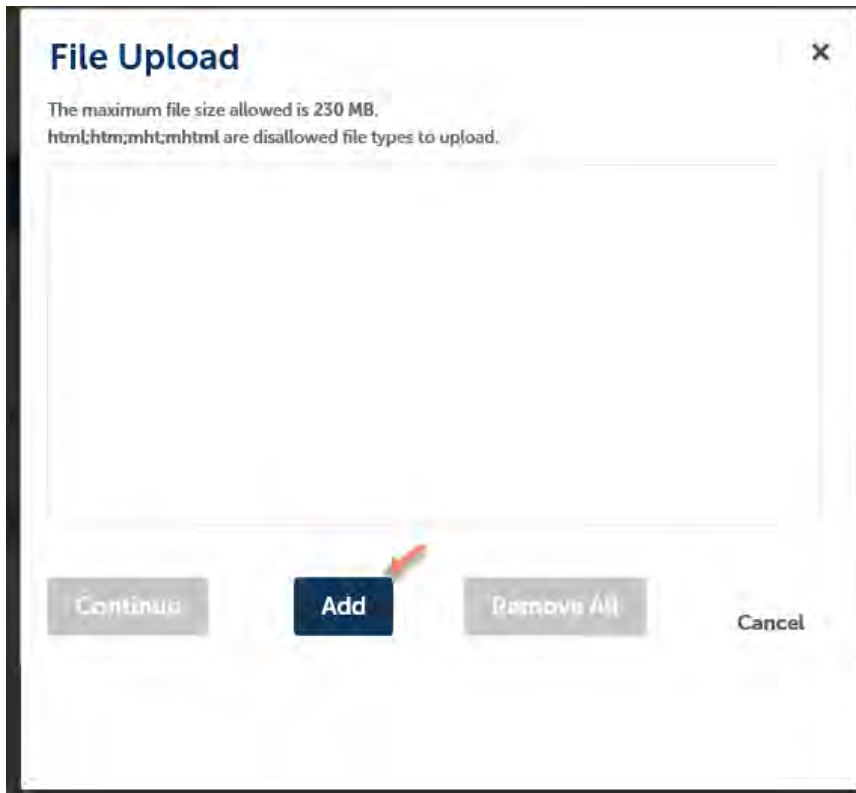 File Upload
×
The maximum file size allowed is 230 MB.
html;htm;mht;mhtml are disallowed file types to upload.
Continue
Add
Remove All
Cancel